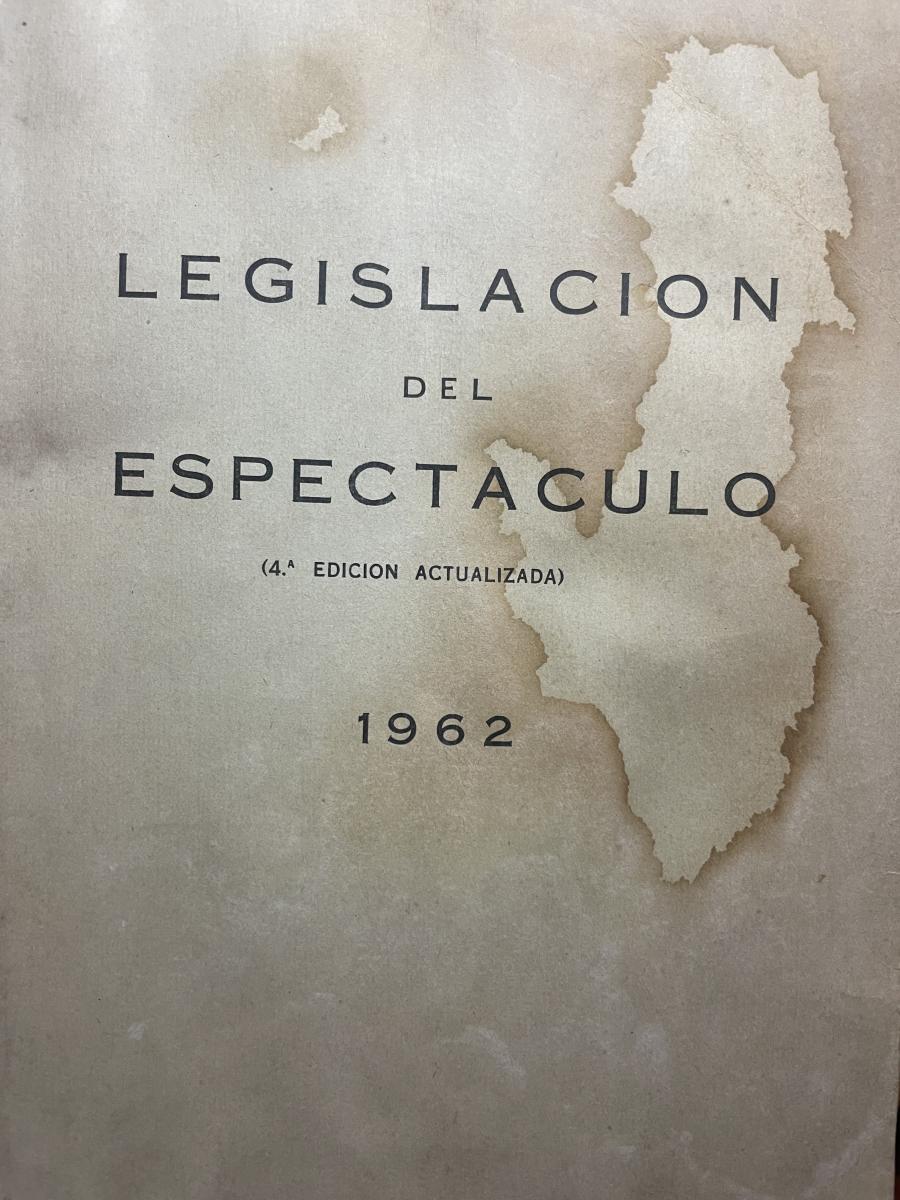 LEGISLACION
DEL
ESPECTACULO
(4.ᴬ EDICION ACTUALIZADA)
1962